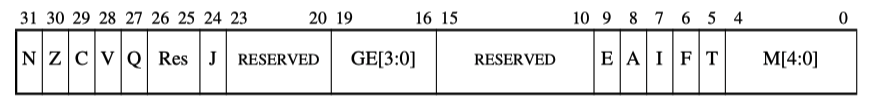 31 30 29 28 27 26 25 24 23 20 19 16 15 10 9 8 7 6 5 4 0
N Z C V Q Res J RESERVED GE[3:0] RESERVED E A I F T M[4:0]